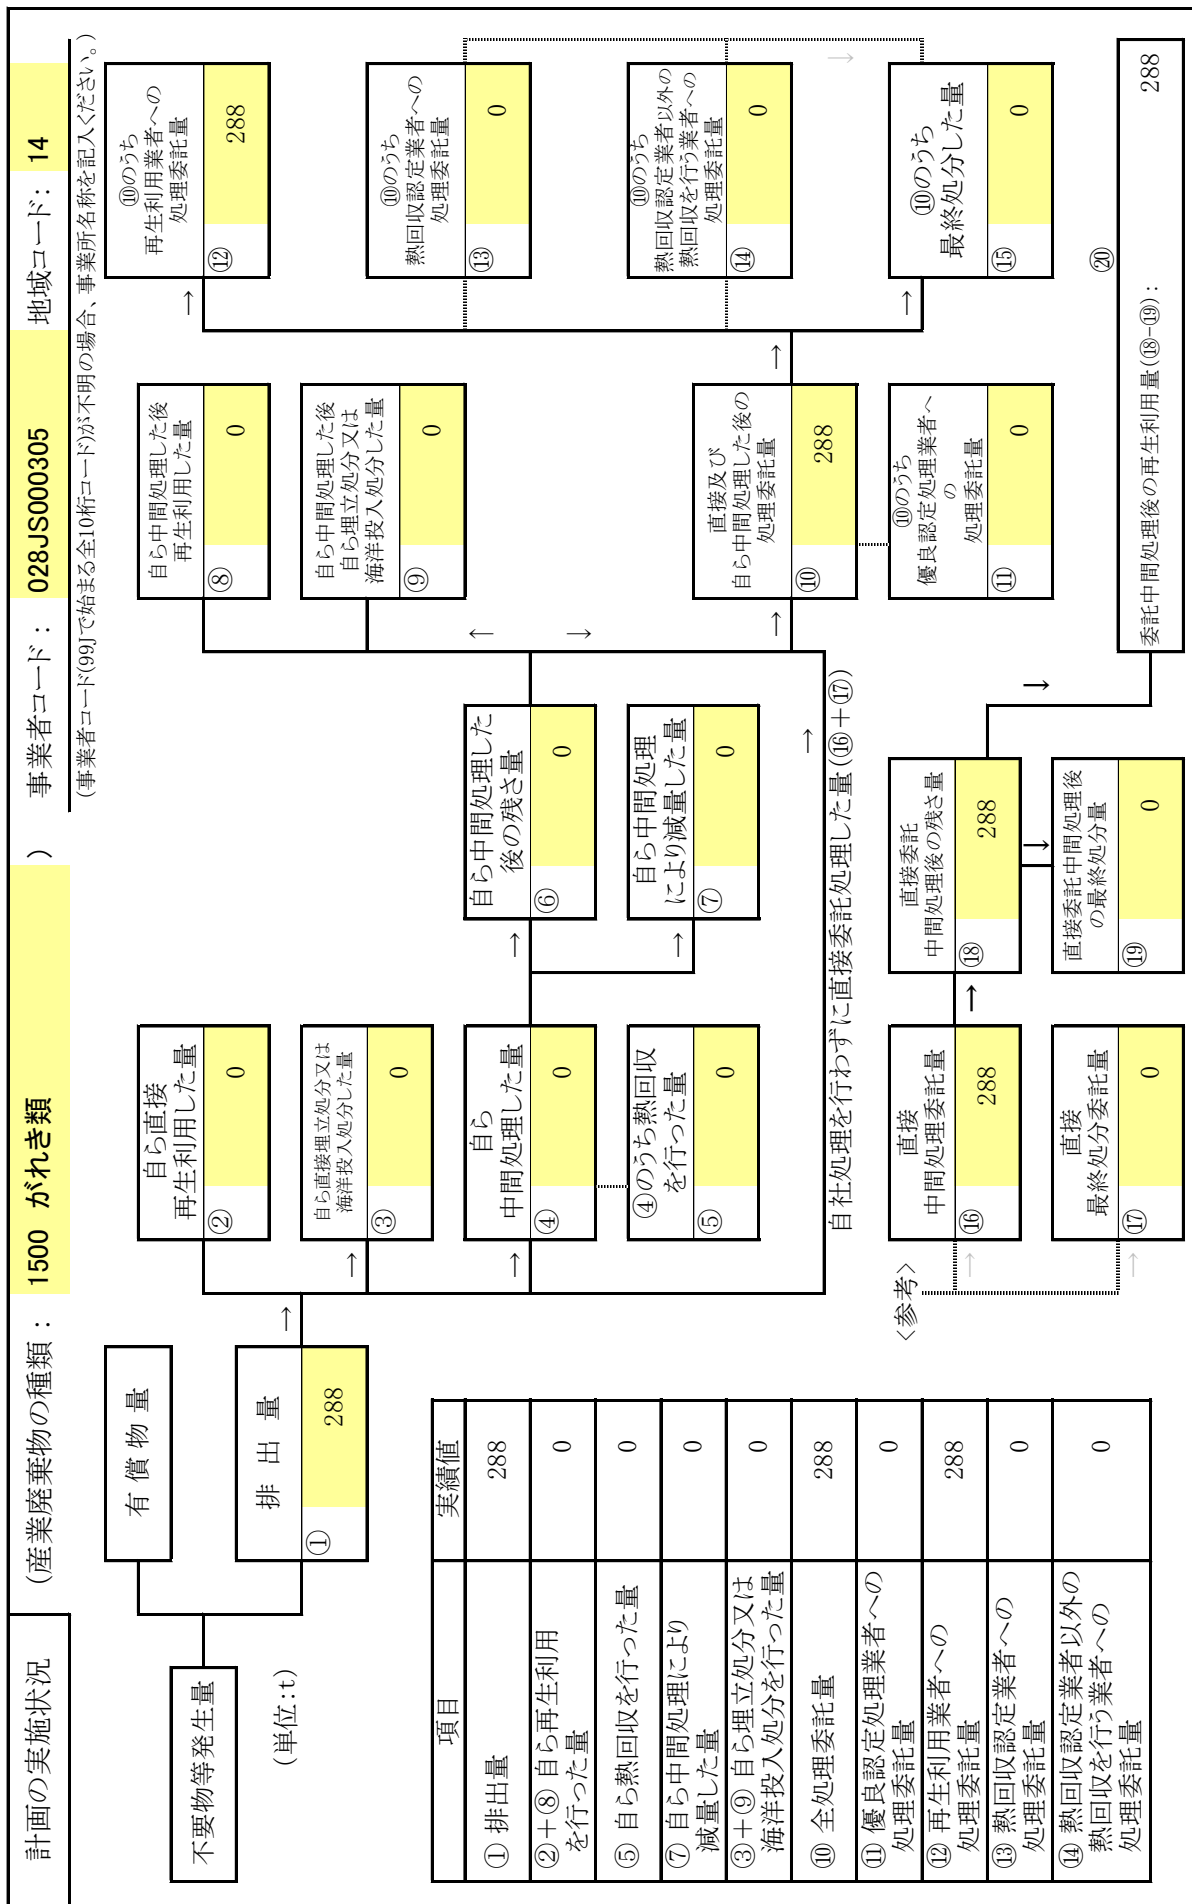 計画の実施状況
(産業廃棄物の種類：
1500 がれき類
)
事業者コード：
028JS000305
地域コード：
14
(事業者コード(99Jで始まる全10桁コード)が不明の場合、事業所名称を記入ください。)
不要物等発生量
(単位:t)
有償物量
排出量
①
288
→
自ら直接
再生利用した量
②
0
→
自ら直接埋立処分又は
海洋投入処分した量
③
0
→
自ら
中間処理した量
④
0
④のうち熱回収
を行った量
⑤
0
→
自ら中間処理した
後の残さ量
⑥
0
→
自ら中間処理
により減量した量
⑦
0
自ら中間処理した後
再生利用した量
⑧
0
自ら中間処理した後
自ら埋立処分又は
海洋投入処分した量
⑨
0
↑
↓
→
自社処理を行わずに直接委託処理した量(⑯＋⑰)
→
直接及び
自ら中間処理した後の
処理委託量
⑩
288
⑩のうち
優良認定処理業者へ
の
処理委託量
⑪
0
→
→
⑩のうち
再生利用業者への
処理委託量
⑫
288
⑩のうち
熱回収認定業者への
処理委託量
⑬
0
⑩のうち
熱回収認定業者以外の
熱回収を行う業者への
処理委託量
⑭
0
↓
→
⑩のうち
最終処分した量
⑮
0
<参考>
→
直接
中間処理委託量
⑯
288
→
直接
最終処分委託量
⑰
0
→
直接委託
中間処理後の残さ量
⑱
288
↓
直接委託中間処理後
の最終処分量
⑲
0
↓
⑳
委託中間処理後の再生利用量(⑱-⑲)：
288
項目
実績値
① 排出量
288
②＋⑧ 自ら再生利用
を行った量
0
⑤ 自ら熱回収を行った量
0
⑦ 自ら中間処理により
減量した量
0
③＋⑨ 自ら埋立処分又は
海洋投入処分を行った量
0
⑩ 全処理委託量
288
⑪ 優良認定処理業者への
処理委託量
0
⑫ 再生利用業者への
処理委託量
288
⑬ 熱回収認定業者への
処理委託量
0
⑭ 熱回収認定業者以外の
熱回収を行う業者への
処理委託量
0